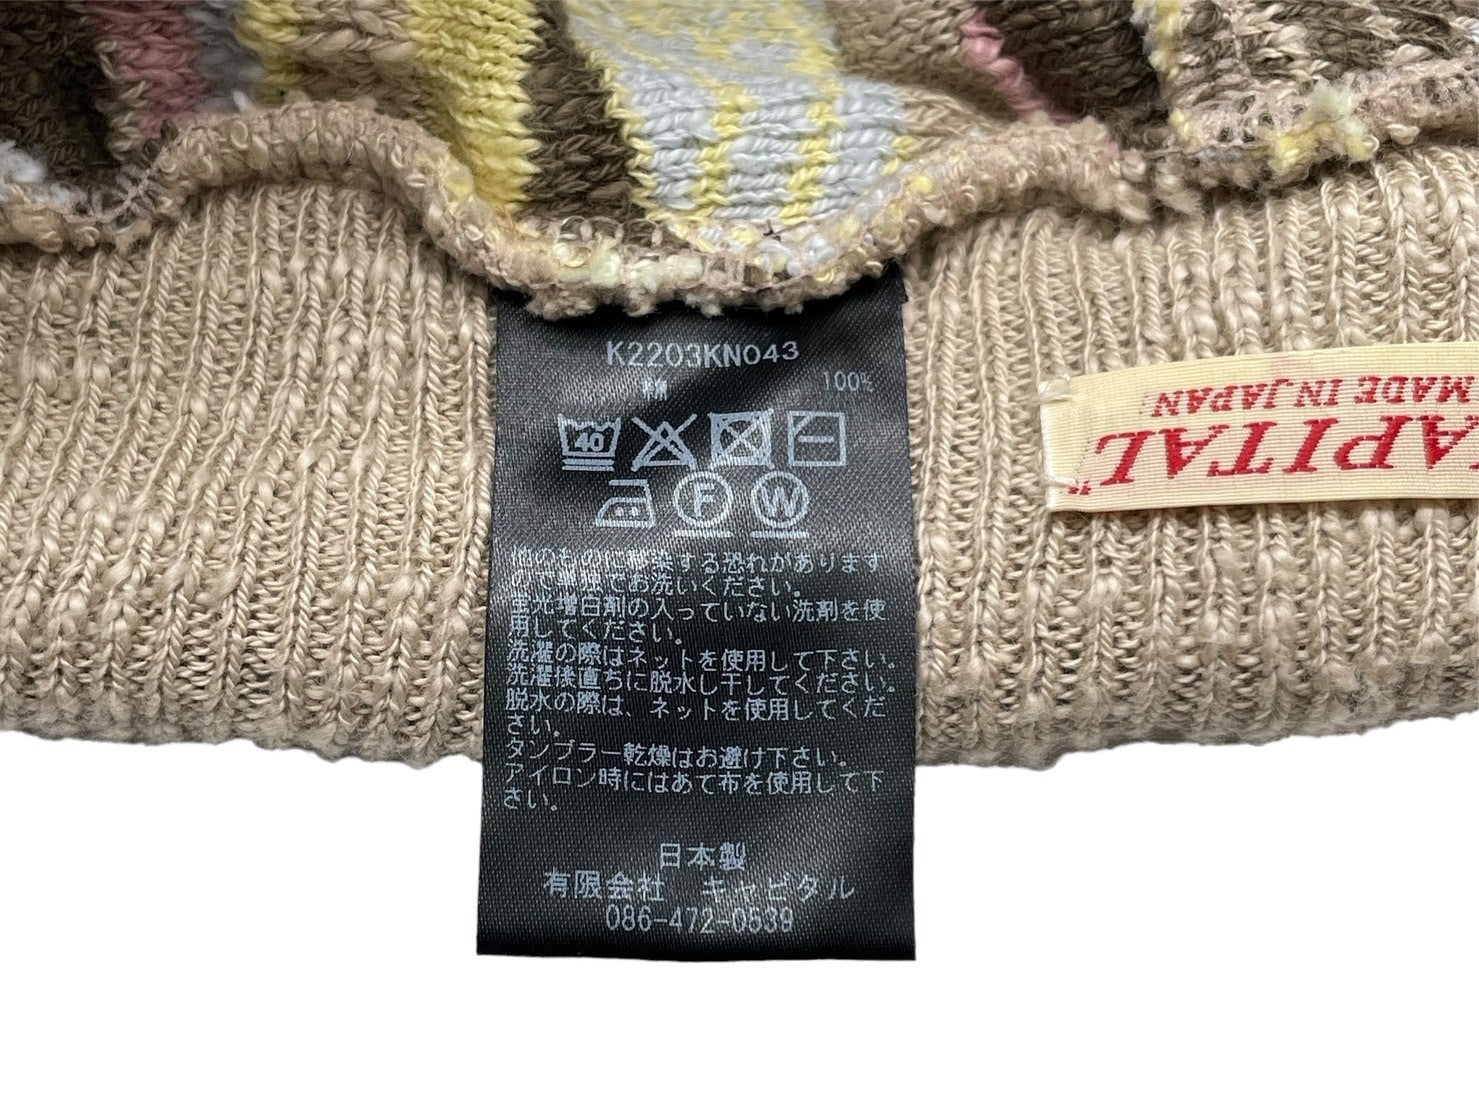 K2203KN043
綿 100%
40
F W
他のものに移染する恐れがあります
ので単独でお洗いください。
蛍光増白剤の入っていない洗剤を使
用してください。
洗濯の際はネットを使用して下さい。
洗濯後直ちに脱水し干してください。
脱水の際は、ネットを使用してくだ
さい。
タンブラー乾燥はお避け下さい。
アイロン時にはあて布を使用して下
さい。
日本製
有限会社 キャピタル
086-472-0539
MADE IN JAPAN
APITAL"